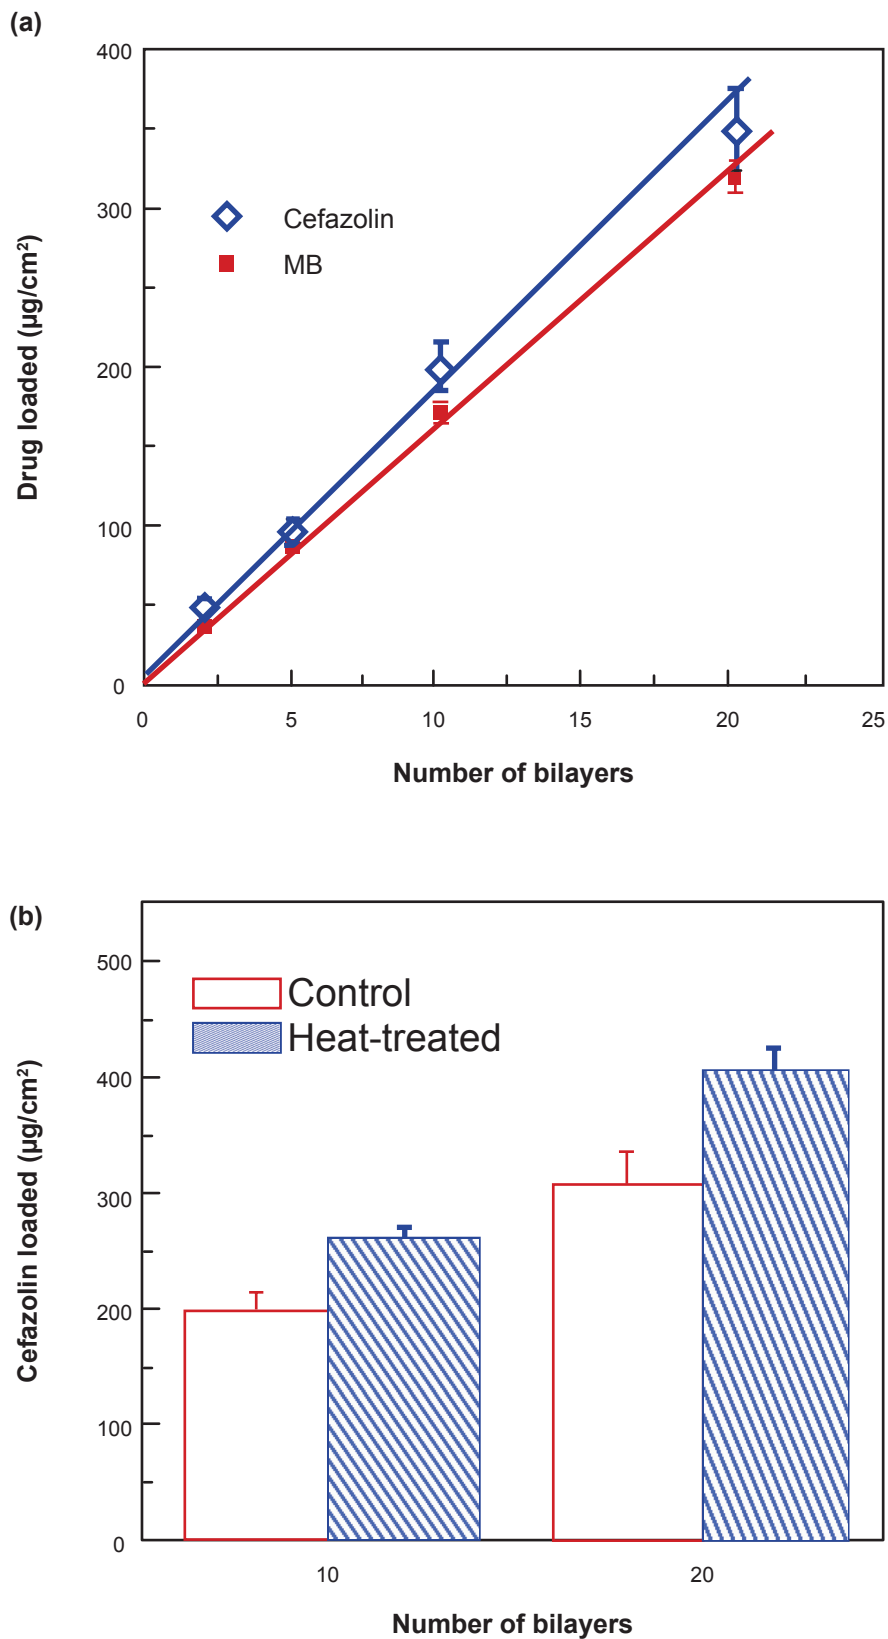 (a)
400
300
200
100
0
Drug loaded (µg/cm²)
Cefazolin
MB
0 5 10 15 20 25
Number of bilayers
(b)
500
400
300
200
100
0
Cefazolin loaded (µg/cm²)
Control
Heat-treated
10 20
Number of bilayers